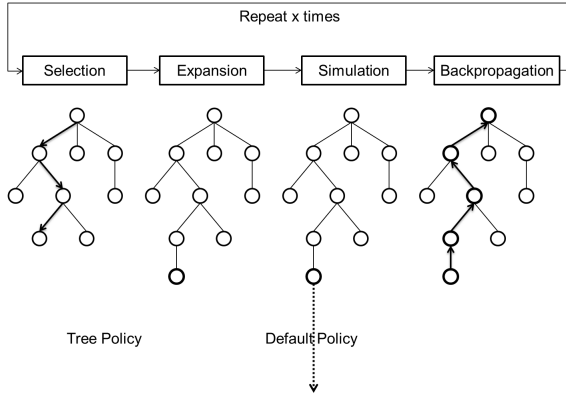 Repeat x times
Selection
Expansion
Simulation
Backpropagation
Tree Policy
Default Policy